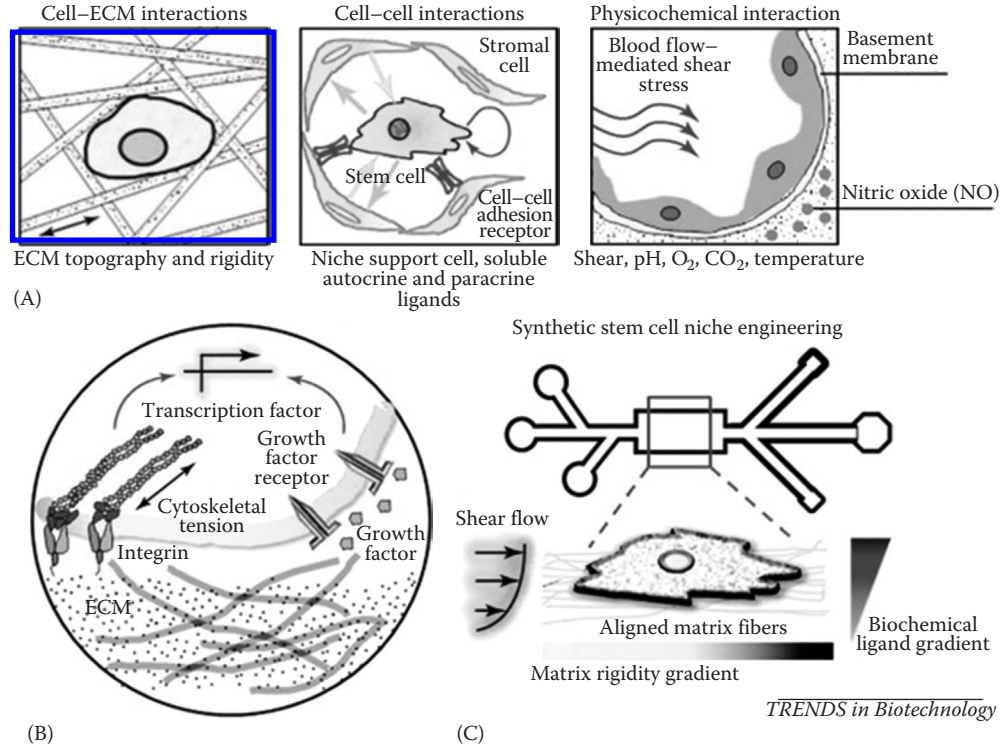 Cell–ECM interactions
Cell–cell interactions
Physicochemical interaction
Stromal
cell
Stem cell
Cell–cell
adhesion
receptor
Blood flow–
mediated shear
stress
Basement
membrane
Nitric oxide (NO)
ECM topography and rigidity
Niche support cell, soluble
autocrine and paracrine
ligands
Shear, pH, O₂, CO₂, temperature
(A)
Transcription factor
Growth
factor
receptor
Cytoskeletal
tension
Integrin
Growth
factor
ECM
(B)
Synthetic stem cell niche engineering
Shear flow
Aligned matrix fibers
Matrix rigidity gradient
Biochemical
ligand gradient
(C)
TRENDS in Biotechnology